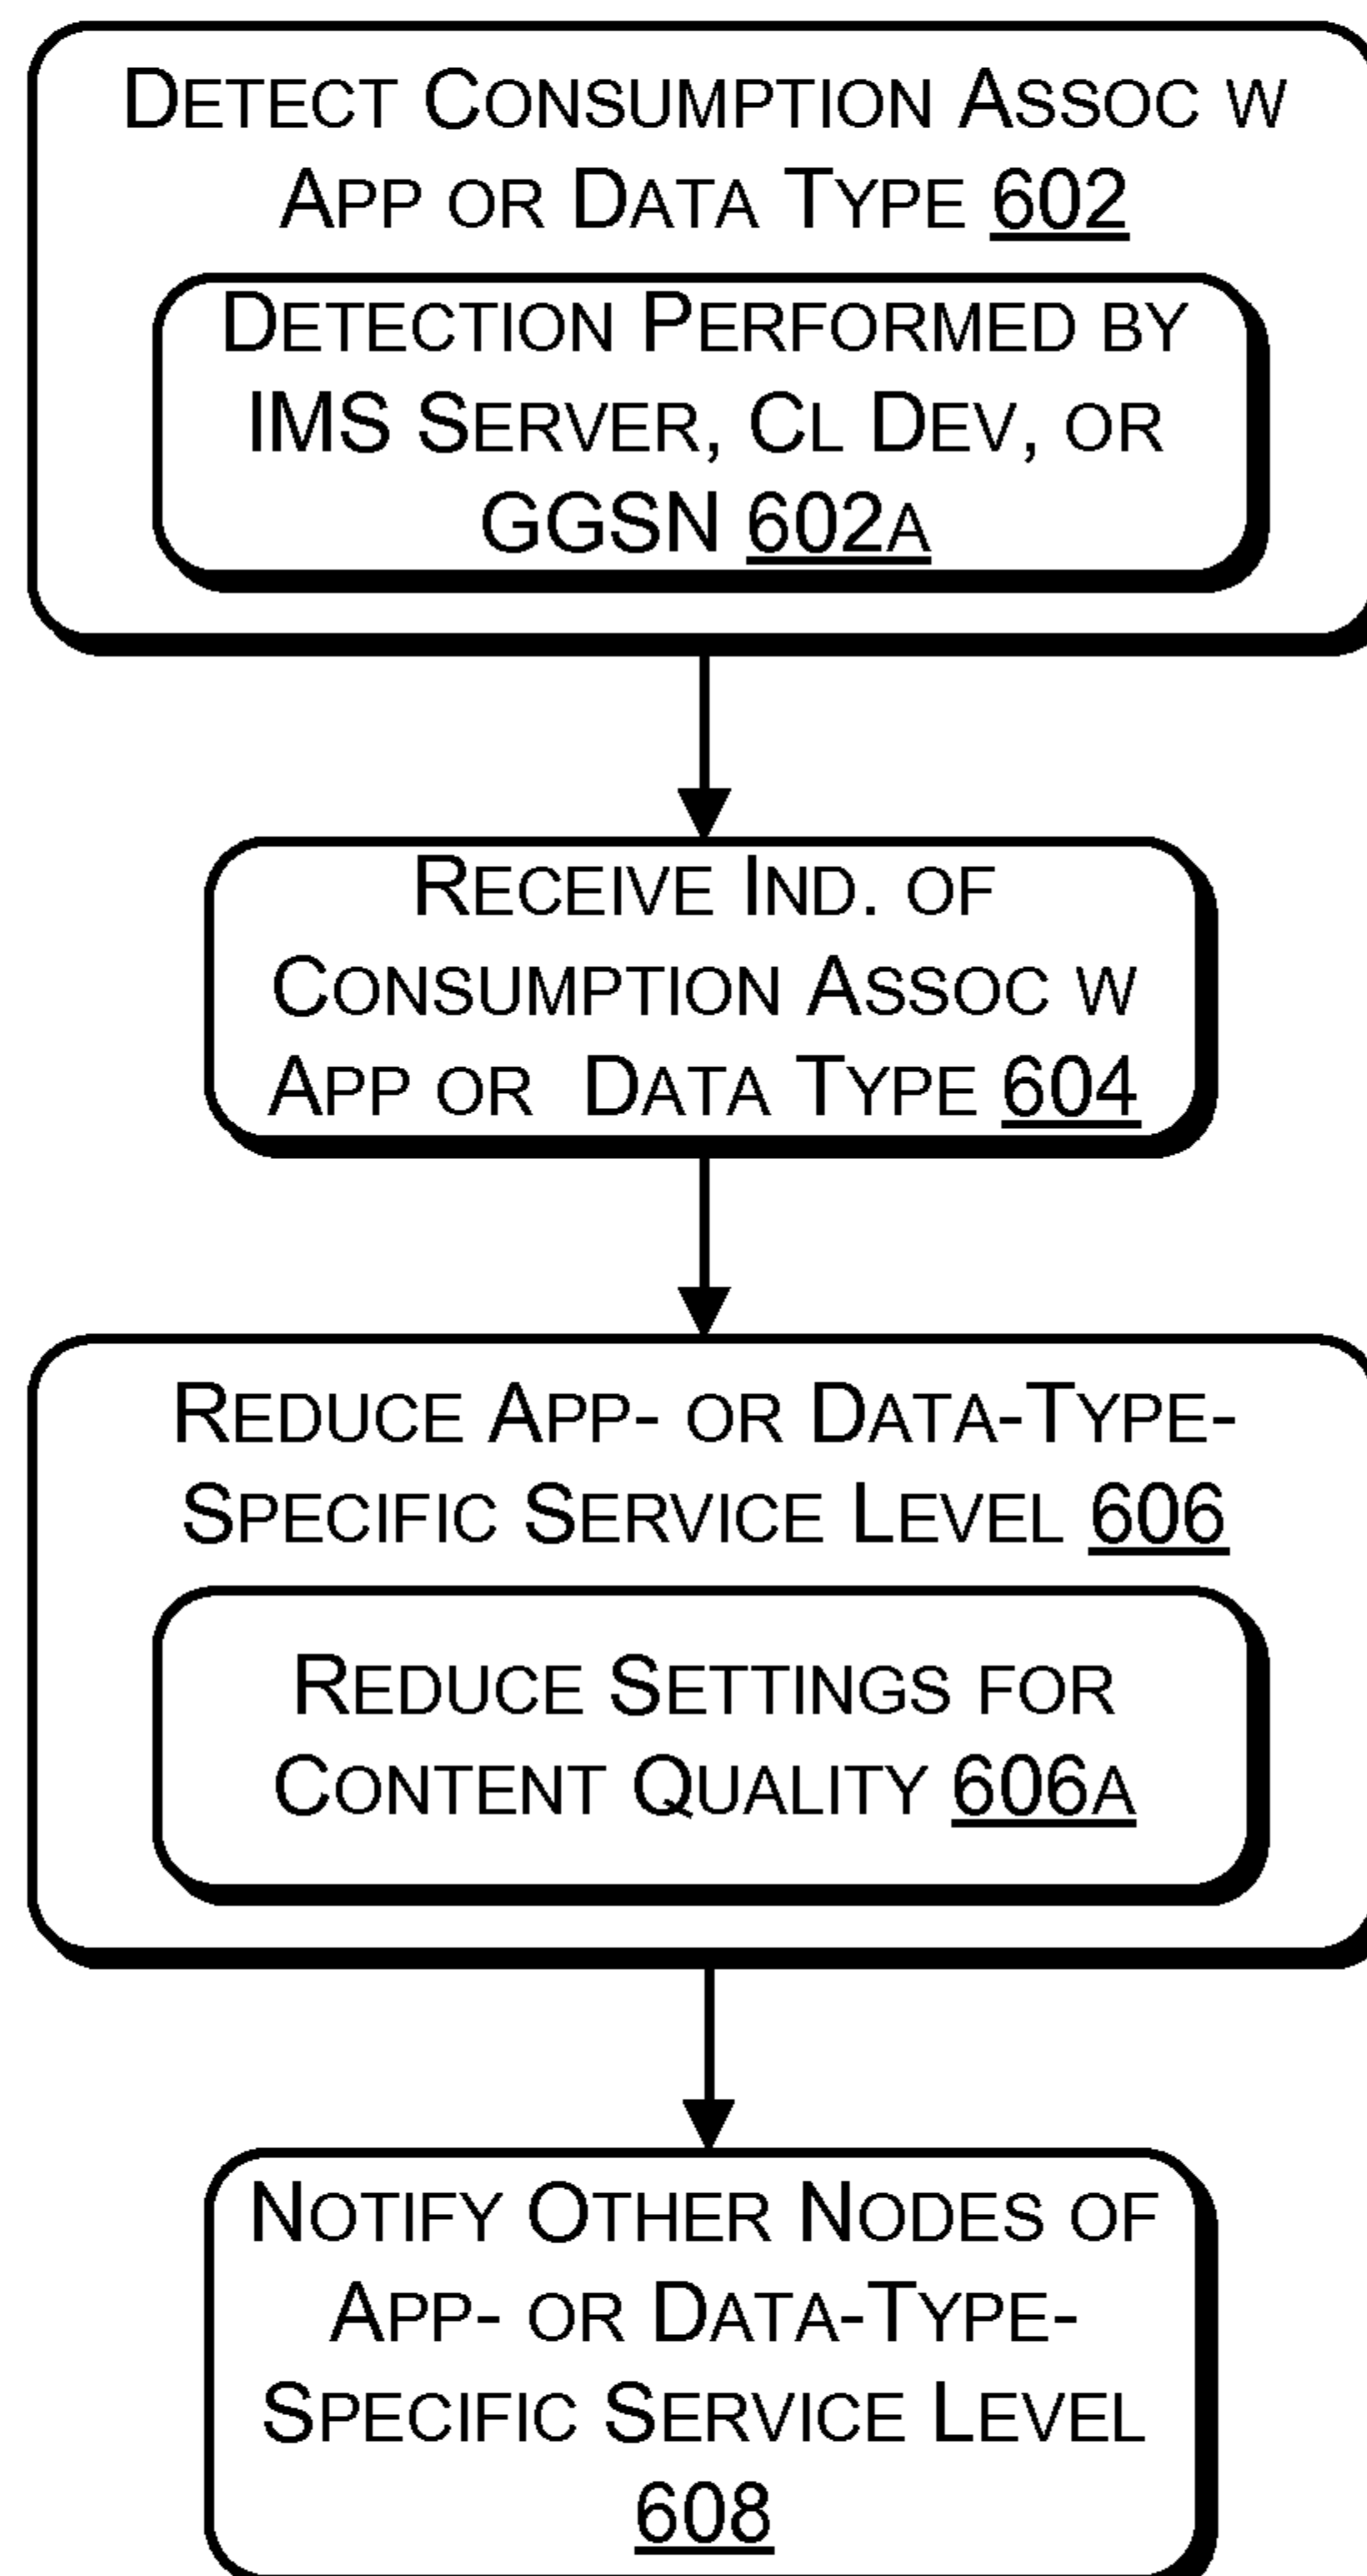 DETECT CONSUMPTION ASSOC W
APP OR DATA TYPE 602
DETECTION PERFORMED BY
IMS SERVER, CL DEV, OR
GGSN 602A
RECEIVE IND. OF
CONSUMPTION ASSOC W
APP OR DATA TYPE 604
REDUCE APP- OR DATA-TYPE-
SPECIFIC SERVICE LEVEL 606
REDUCE SETTINGS FOR
CONTENT QUALITY 606A
NOTIFY OTHER NODES OF
APP- OR DATA-TYPE-
SPECIFIC SERVICE LEVEL
608